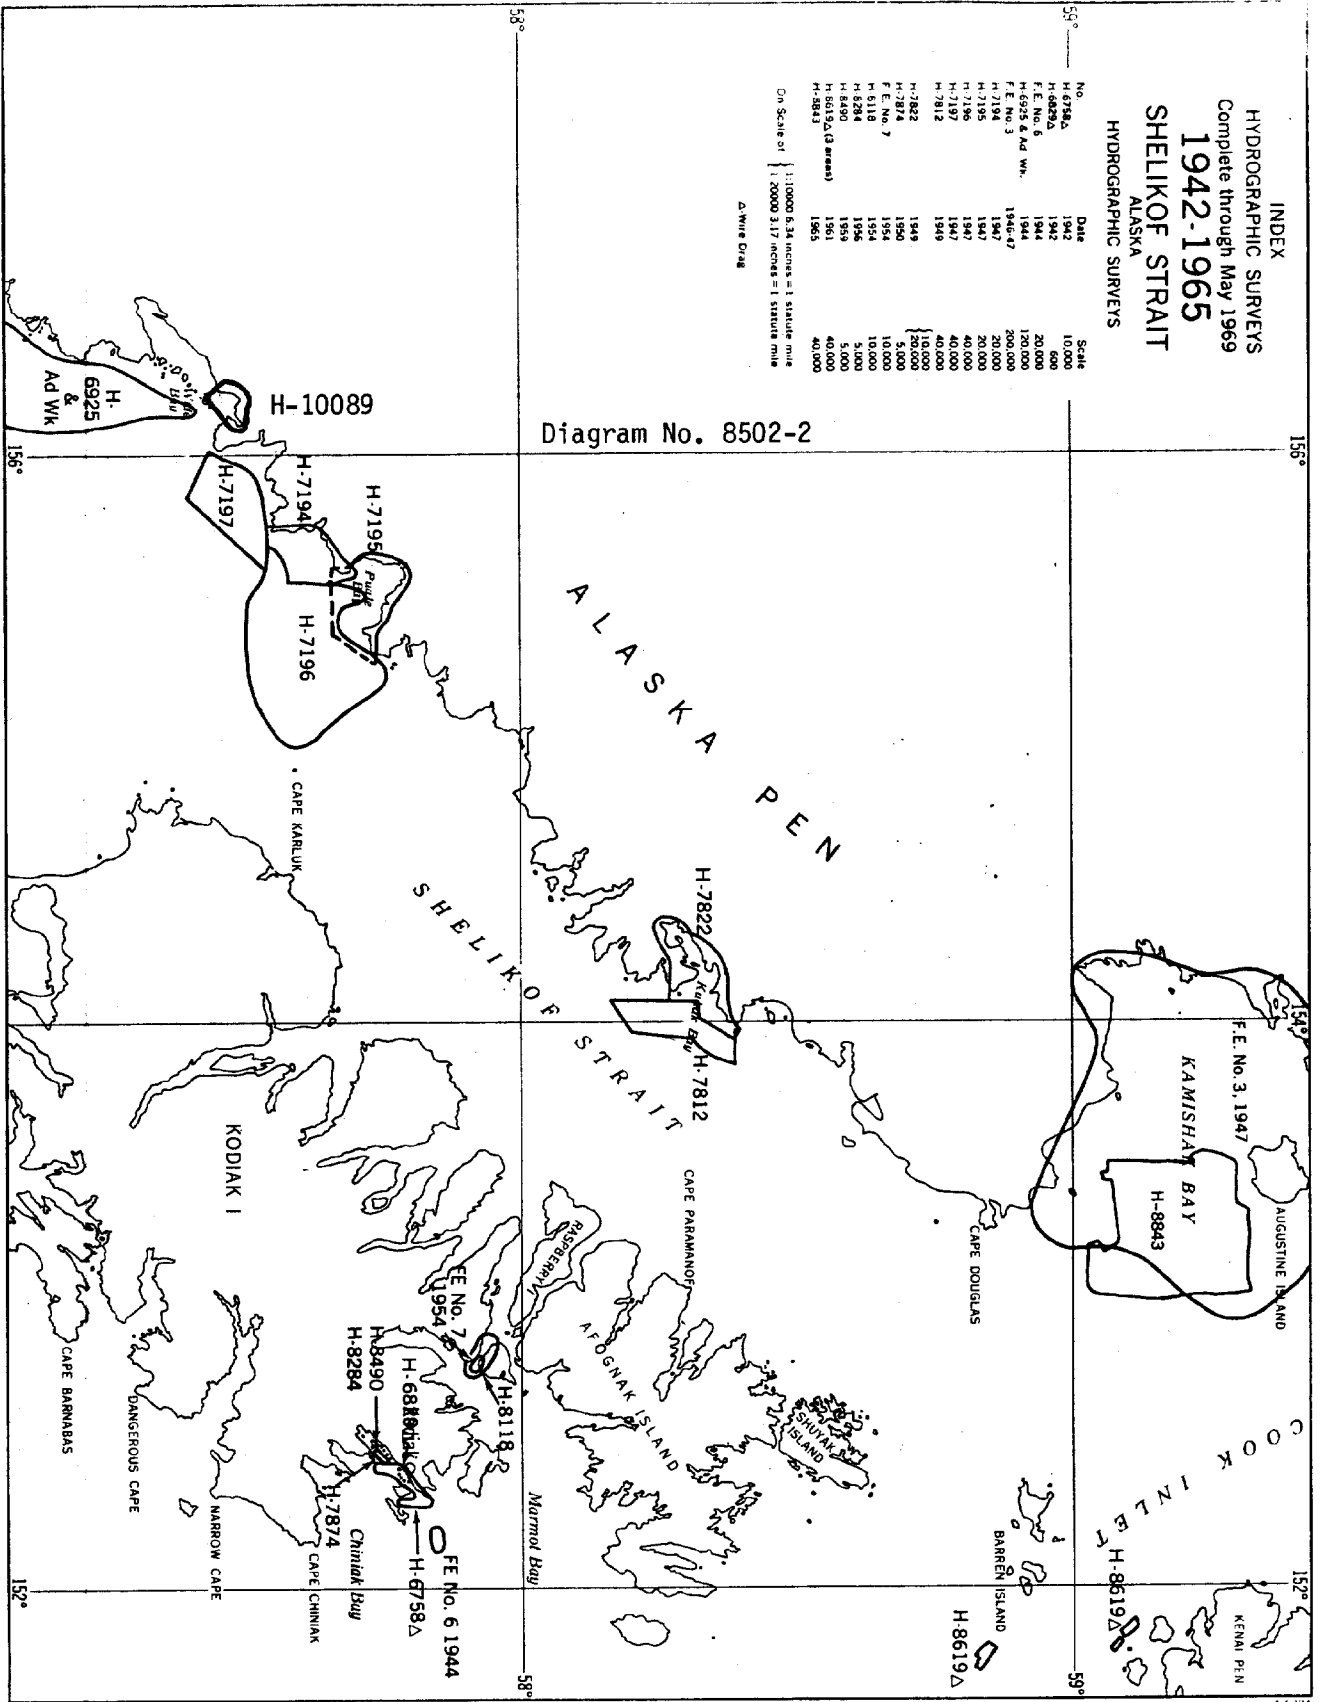 INDEX
HYDROGRAPHIC SURVEYS
Complete through May 1969
1942-1965
SHELIKOF STRAIT
ALASKA
HYDROGRAPHIC SURVEYS
No. Date Scale
H-6758△ 1942 10,000
H-6829△ 1942 600
F.E. No. 6 1944 20,000
H-6925 & Ad. Wk. 1944 120,000
F.E. No. 3 1946-47 200,000
H-7194 1947 20,000
H-7195 1947 20,000
H-7196 1947 40,000
H-7197 1947 40,000
H-7812 1949 40,000
H-7822 1949 {10,000 20,000
H-7874 1950 5,000
F.E. No. 7 1954 10,000
H-8118 1954 10,000
H-8284 1956 5,000
H-8490 1959 5,000
H-8619△ (3 areas) 1961 40,000
H-8843 1965 40,000
On Scale of { 1:10000 6.34 inches = 1 statute mile
1:20000 3.17 inches = 1 statute mile
△-Wire Drag
156°
154°
152°
59°
59°
58°
58°
156°
152°
Diagram No. 8502-2
H-10089
H-
6925
&
Ad Wk
H-7197
H-7194
H-7195
H-7196
ALASKA PEN
CAPE KARLUK
SHELIKOF STRAIT
H-7822
Kukak Bay
H-7812
F.E. No. 3, 1947
KAMISHAK BAY
H-8843
AUGUSTINE ISLAND
CAPE DOUGLAS
COOK INLET
CAPE PARAMANOF
KODIAK I
RASPBERRY I
AFOGNAK ISLAND
SHUYAK
ISLAND
BARREN ISLAND
H-8619△
H-8619△
KENAI PEN
FE No. 7
1954
H-8118
H-8490
H-8284
Kodiak
H-7874
H-6758△
FE No. 6 1944
Marmot Bay
Chiniak Bay
CAPE CHINIAK
NARROW CAPE
DANGEROUS CAPE
CAPE BARNABAS